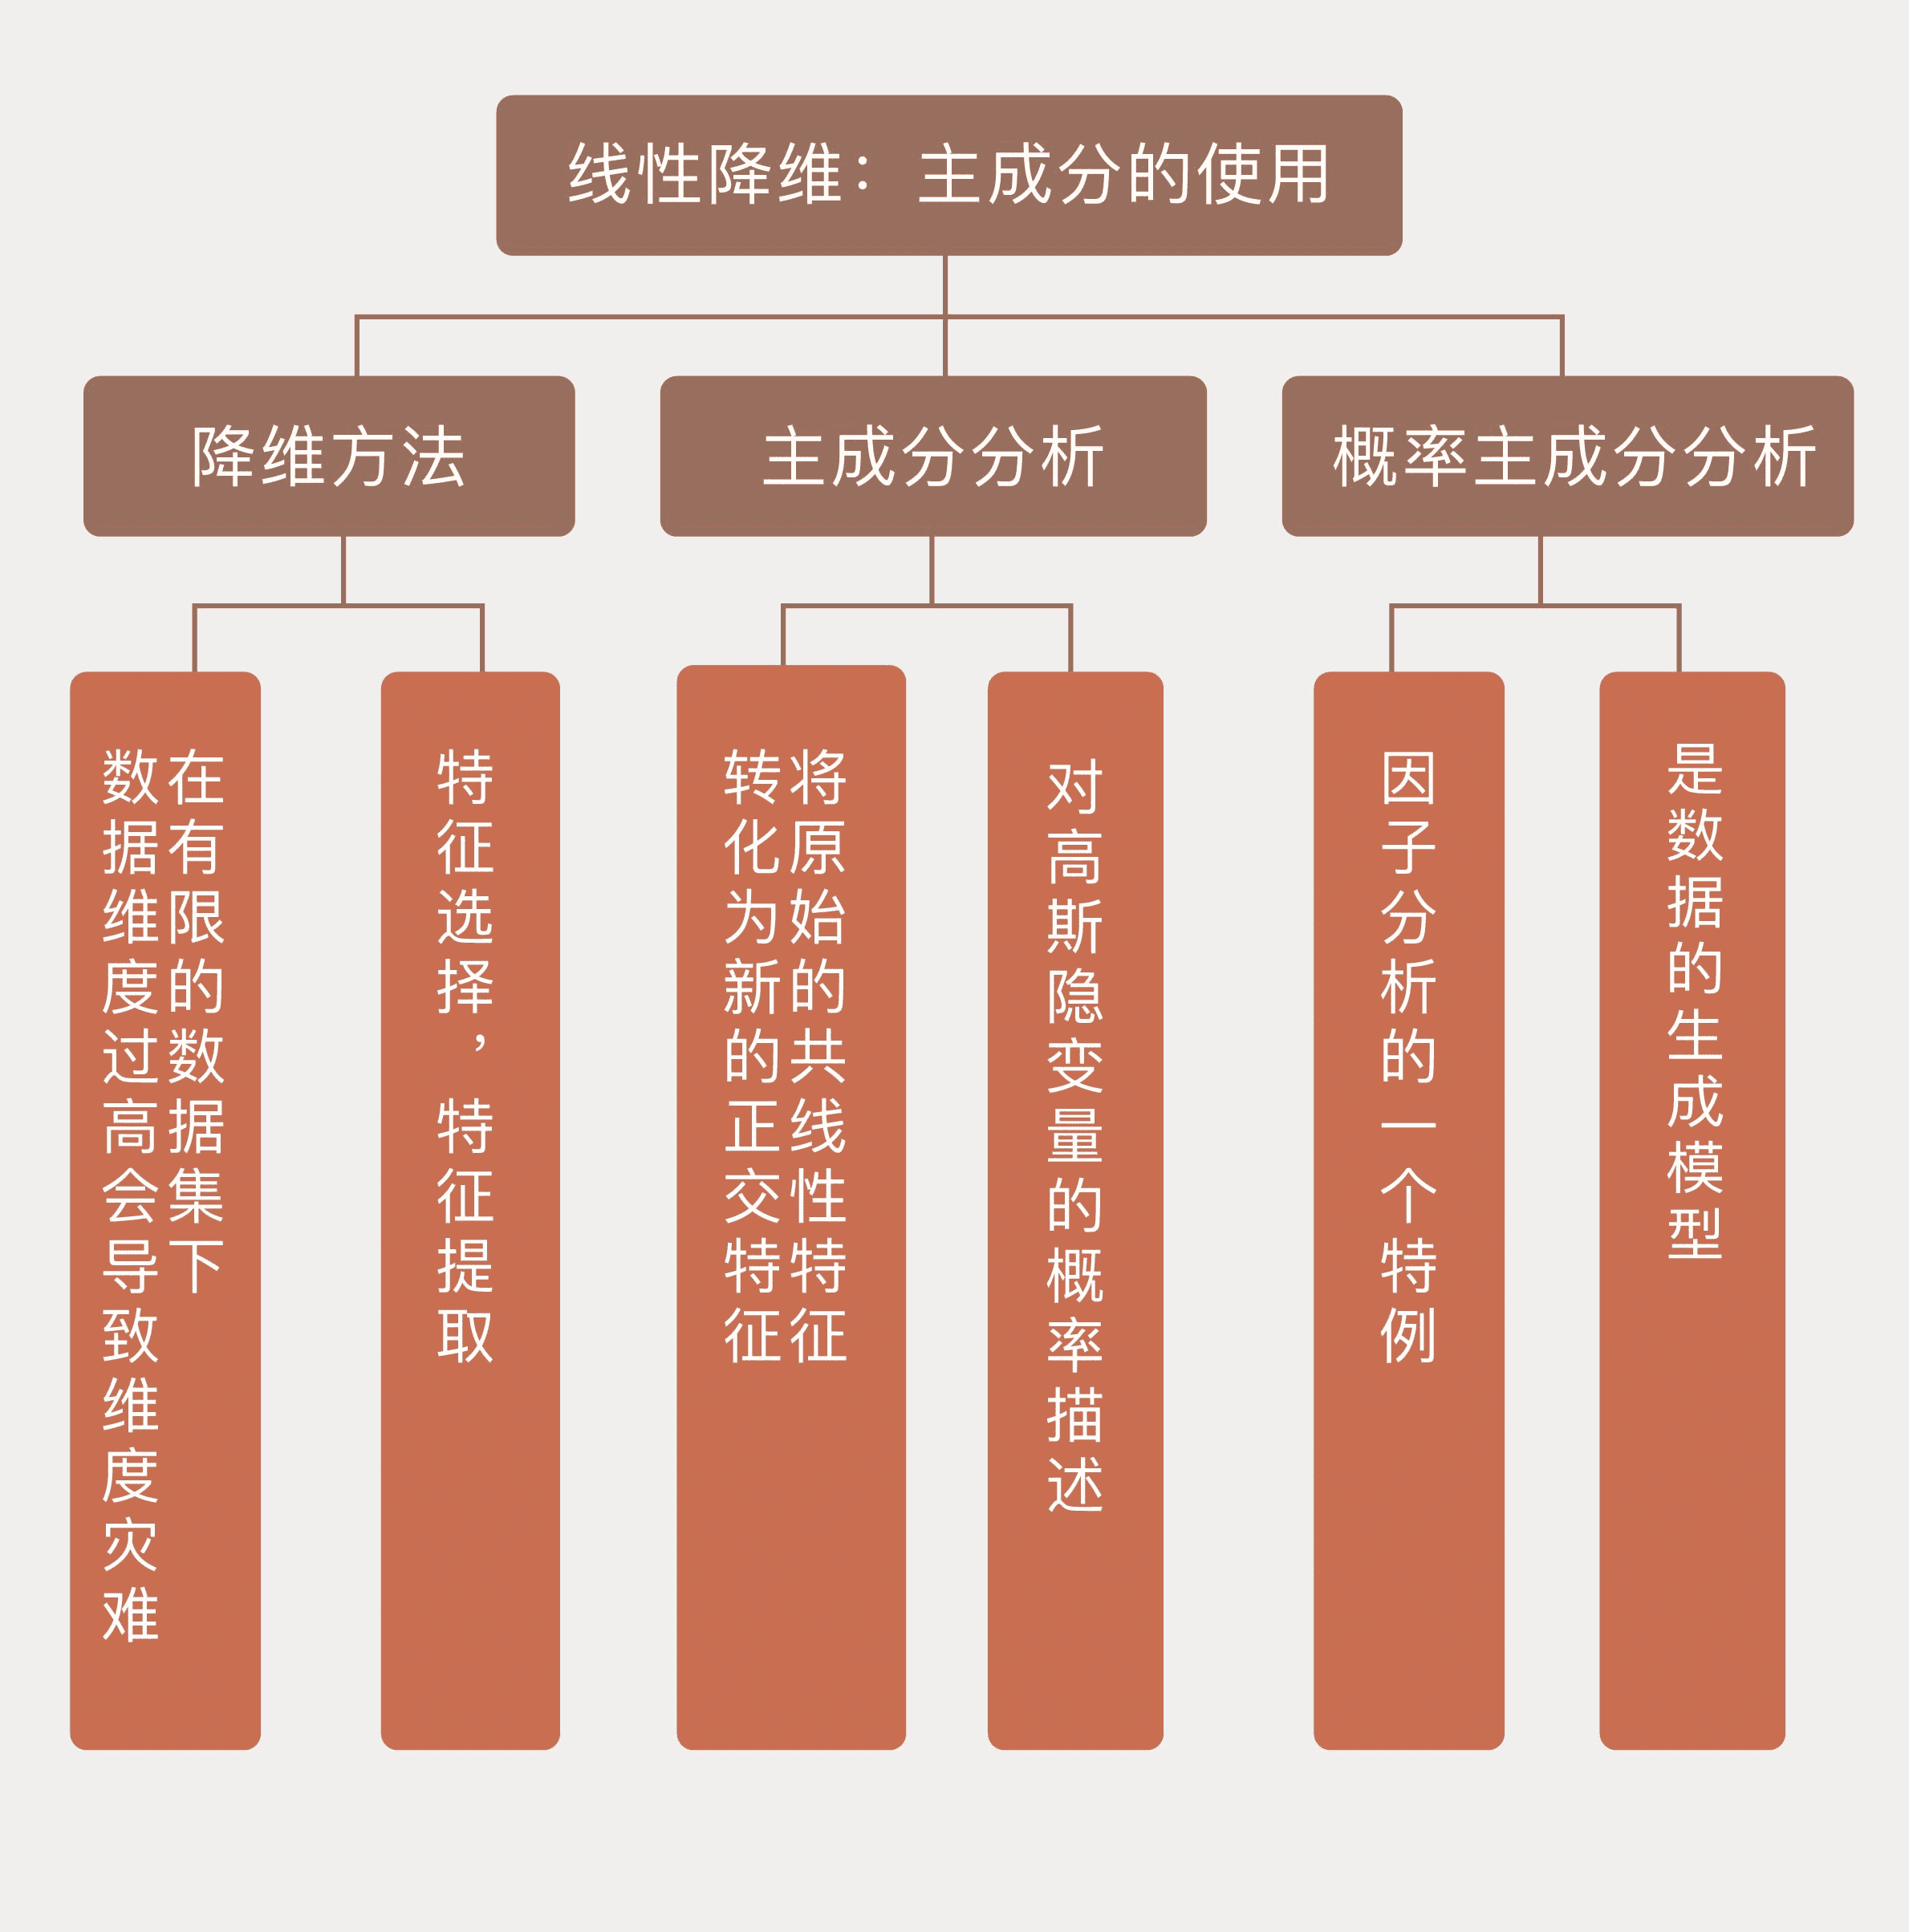 线性降维：主成分的使用
降维方法
主成分分析
概率主成分分析
在有限的数据集下
数据维度过高会导致维度灾难
特征选择，特征提取
将原始的共线性特征
转化为新的正交特征
对高斯隐变量的概率描述
因子分析的一个特例
是数据的生成模型